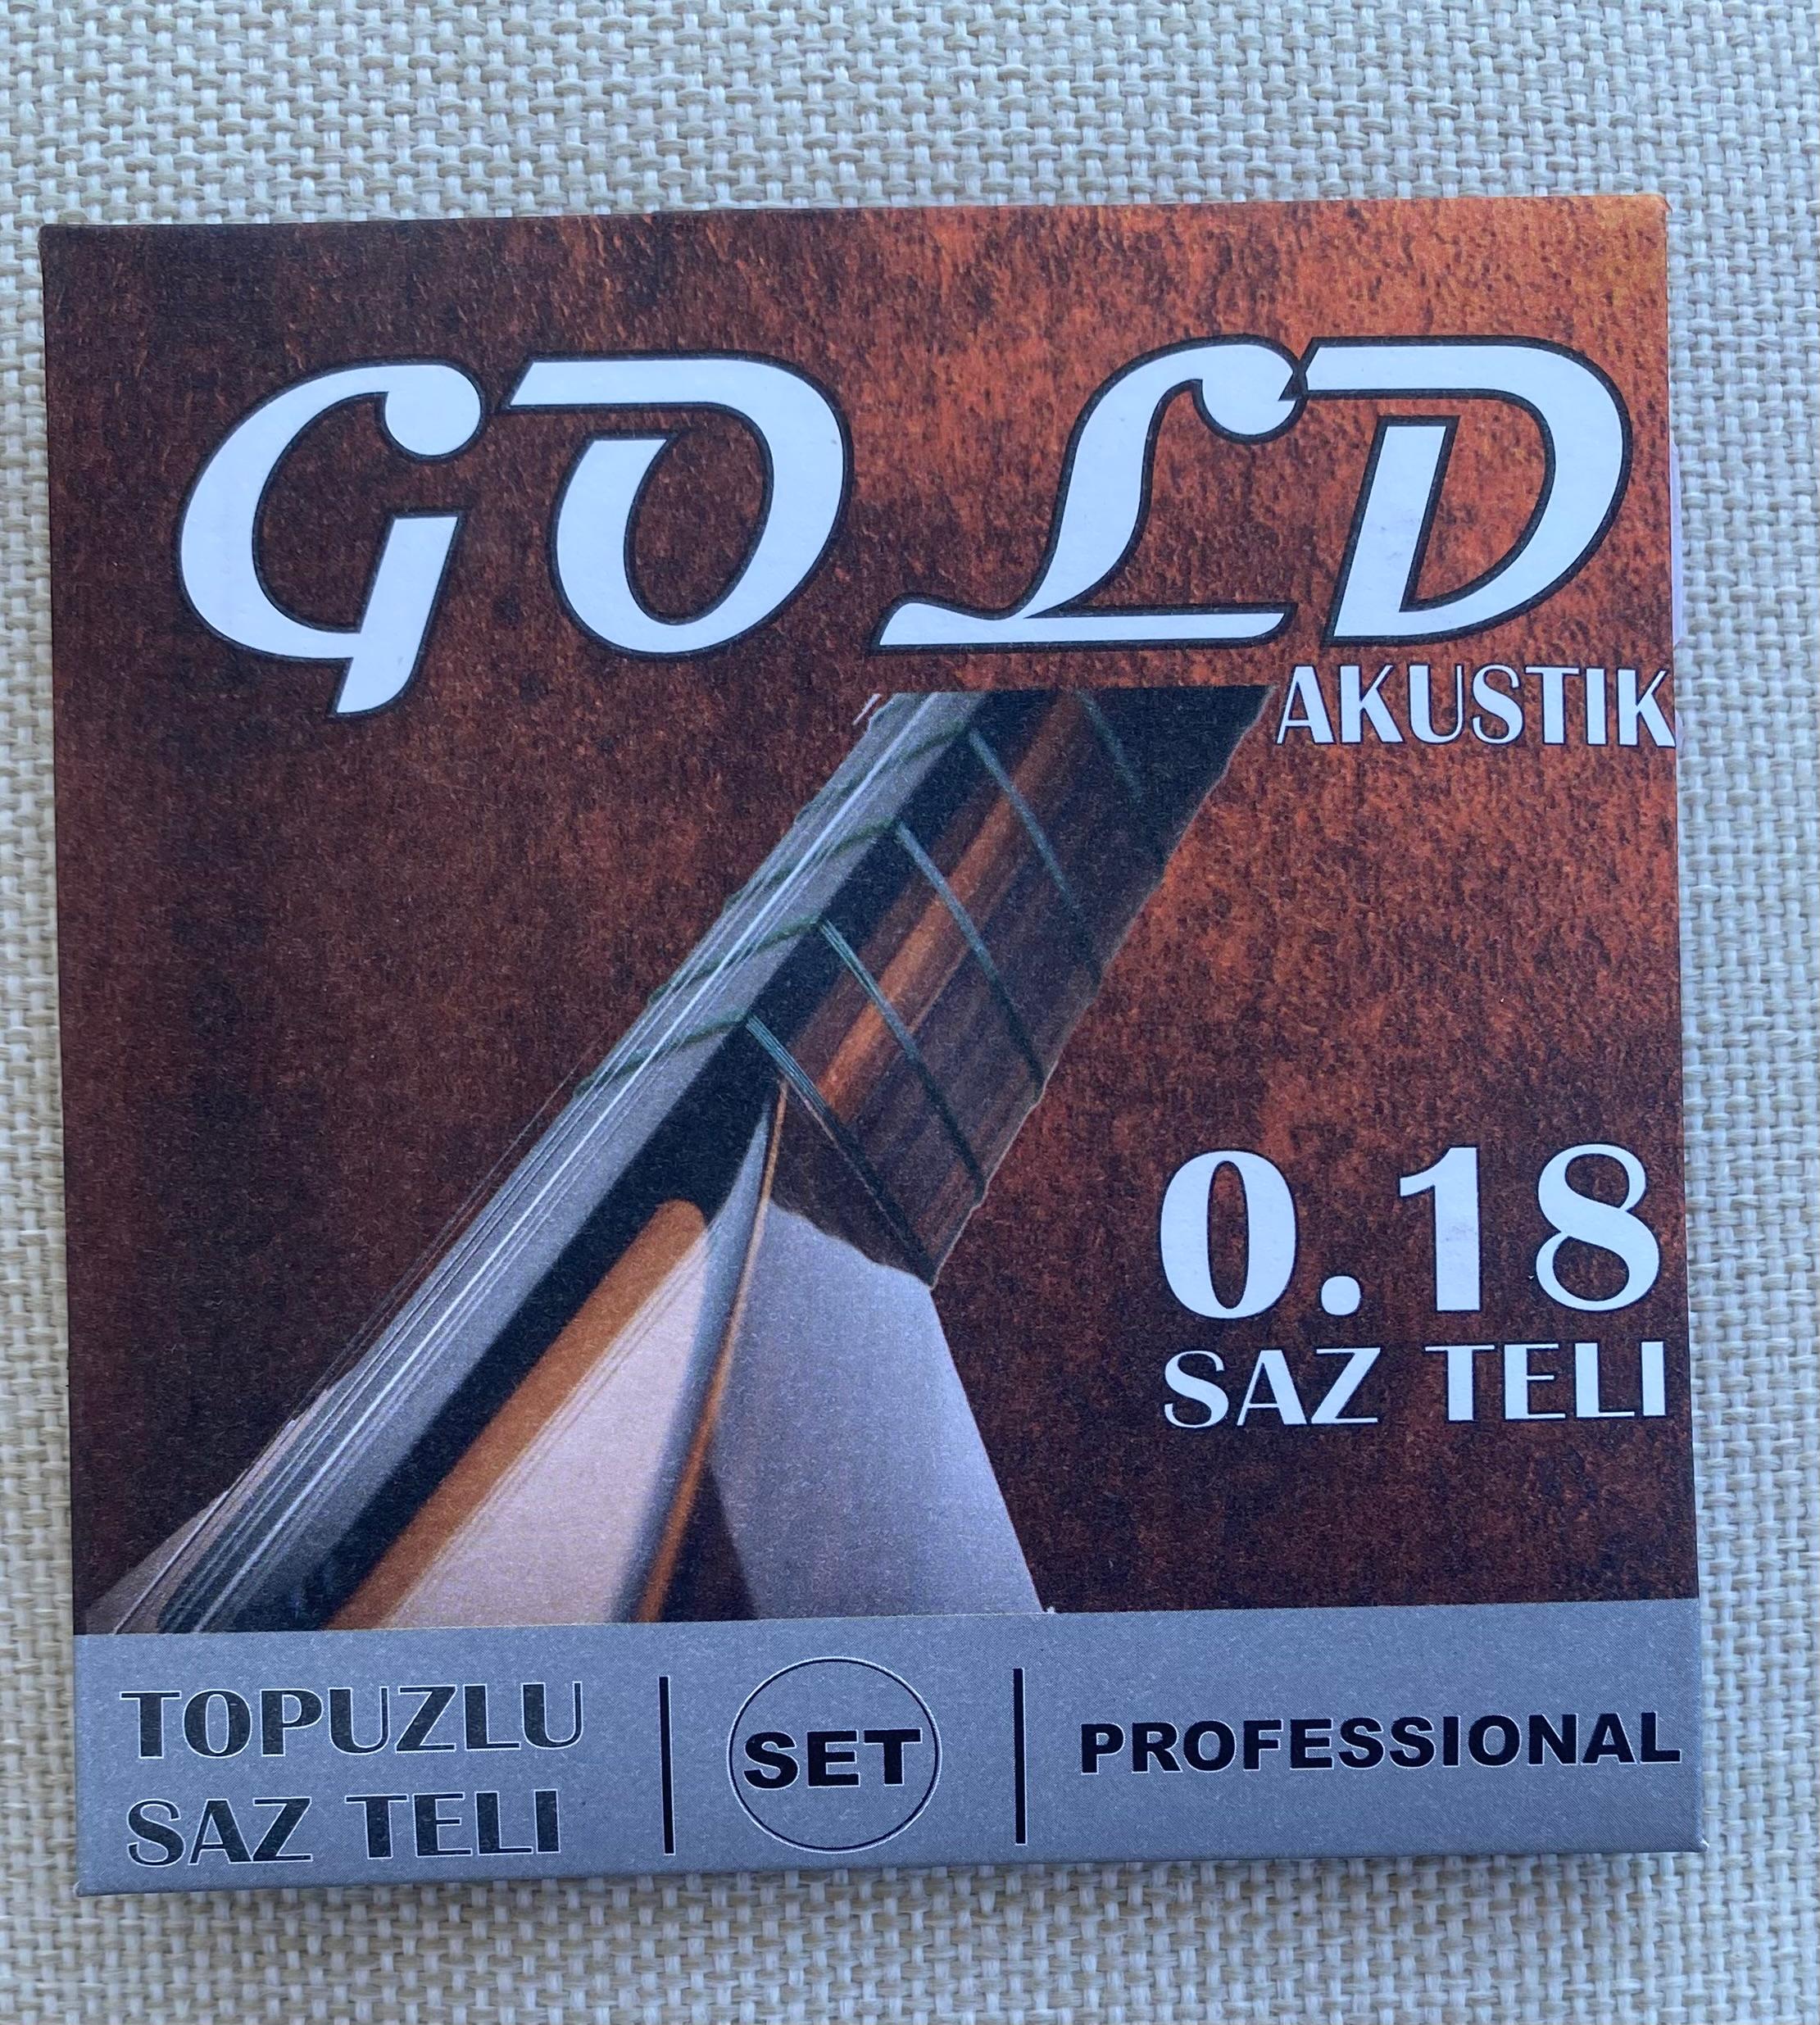 GOLD
AKUSTIK
0.18
SAZ TELI
TOPUZLU
SAZ TELI
SET
PROFESSIONAL